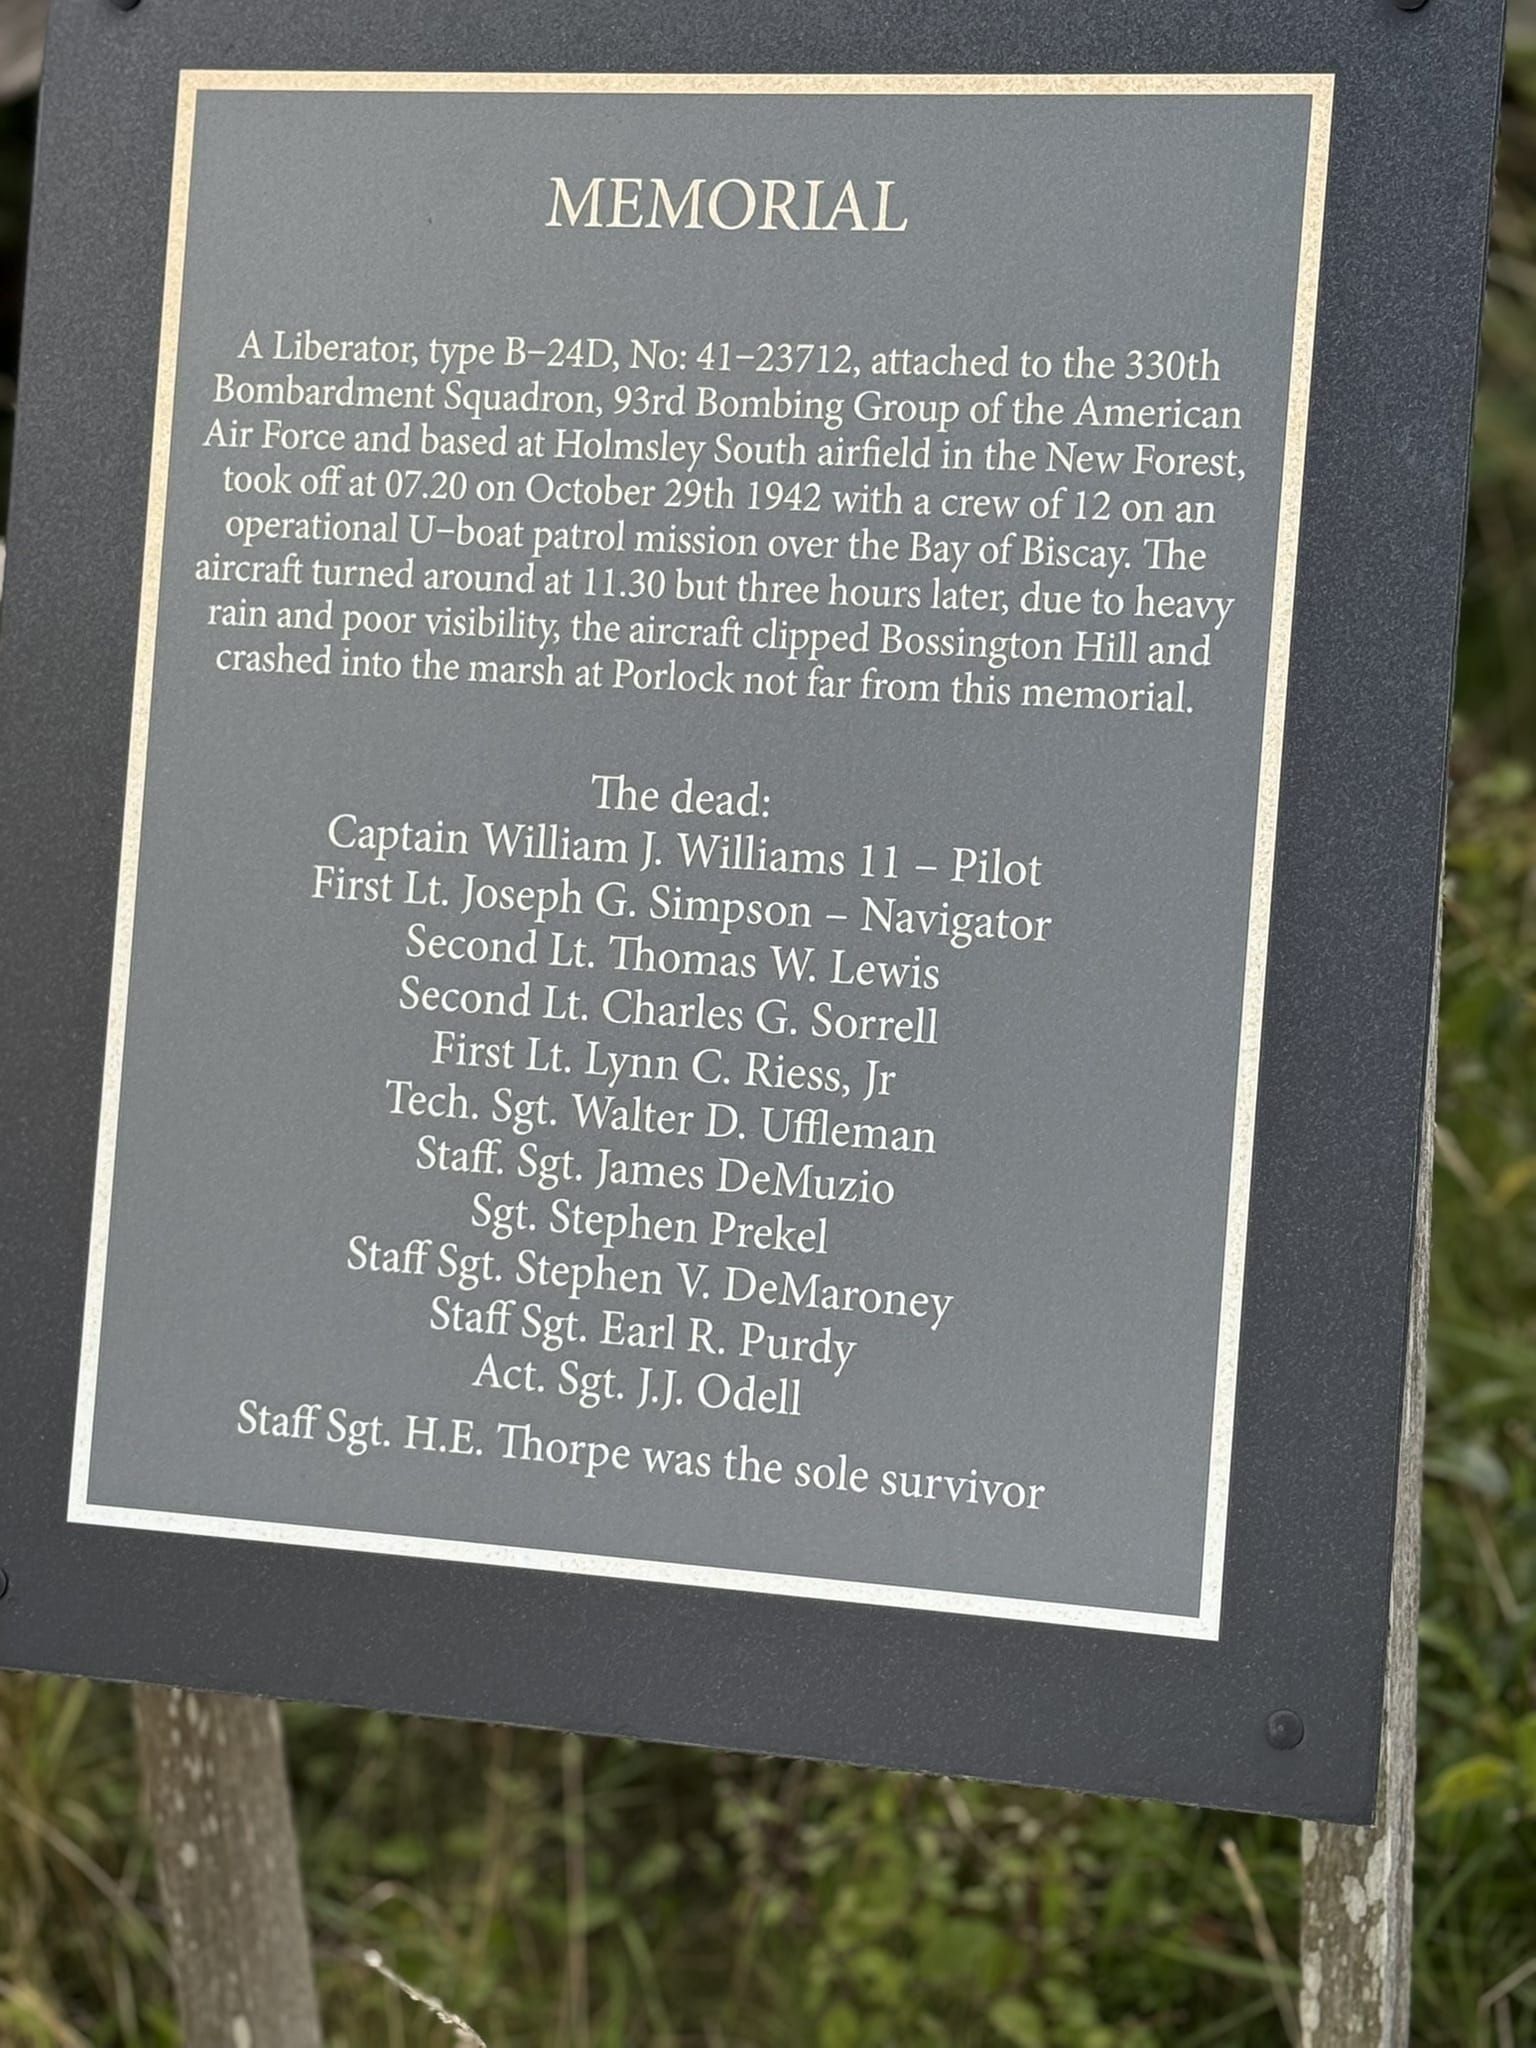 MEMORIAL
A Liberator, type B–24D, No: 41–23712, attached to the 330th
Bombardment Squadron, 93rd Bombing Group of the American
Air Force and based at Holmsley South airfield in the New Forest,
took off at 07.20 on October 29th 1942 with a crew of 12 on an
operational U–boat patrol mission over the Bay of Biscay. The
aircraft turned around at 11.30 but three hours later, due to heavy
rain and poor visibility, the aircraft clipped Bossington Hill and
crashed into the marsh at Porlock not far from this memorial.
The dead:
Captain William J. Williams 11 – Pilot
First Lt. Joseph G. Simpson – Navigator
Second Lt. Thomas W. Lewis
Second Lt. Charles G. Sorrell
First Lt. Lynn C. Riess, Jr
Tech. Sgt. Walter D. Uffleman
Staff. Sgt. James DeMuzio
Sgt. Stephen Prekel
Staff Sgt. Stephen V. DeMaroney
Staff Sgt. Earl R. Purdy
Act. Sgt. J.J. Odell
Staff Sgt. H.E. Thorpe was the sole survivor